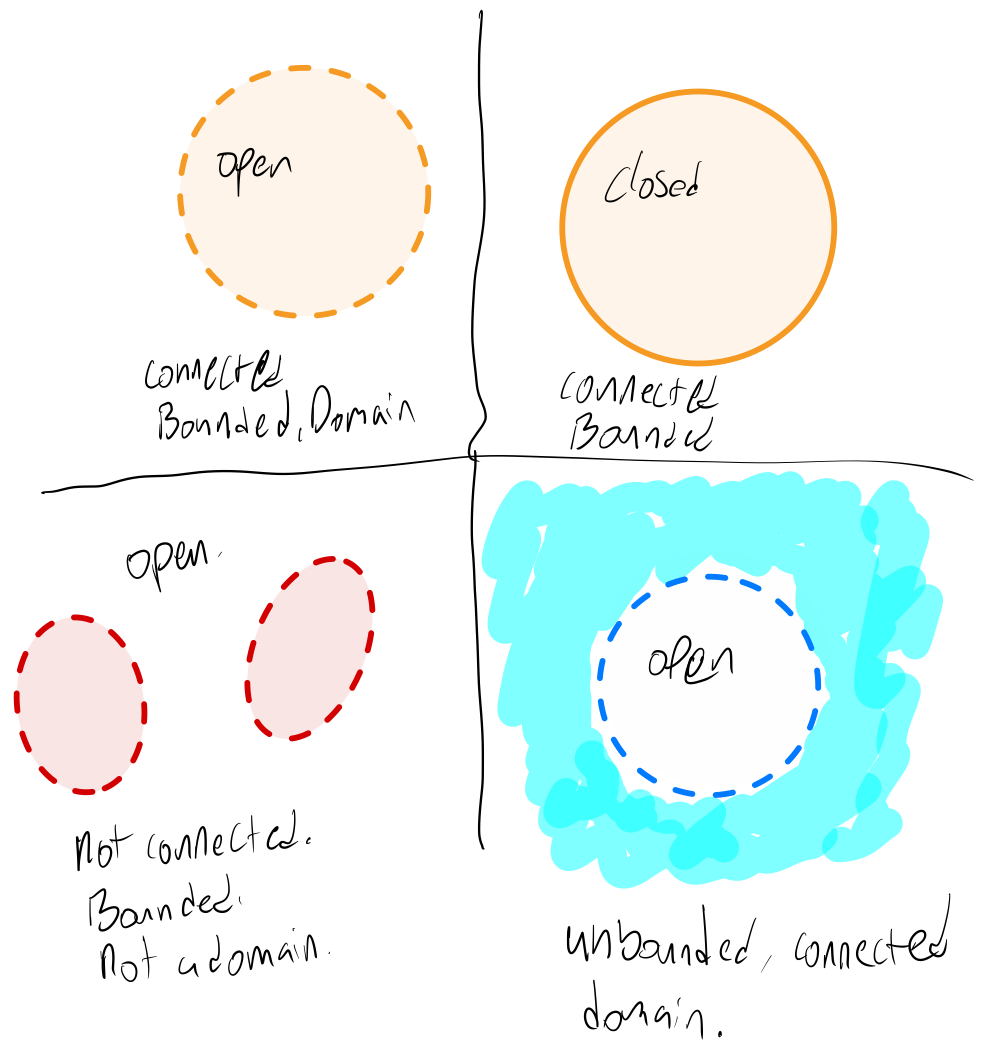 open
connected
Bounded, Domain
closed
connected
Bounded
open.
not connected.
Bounded.
not a domain.
open
unbounded, connected
domain.